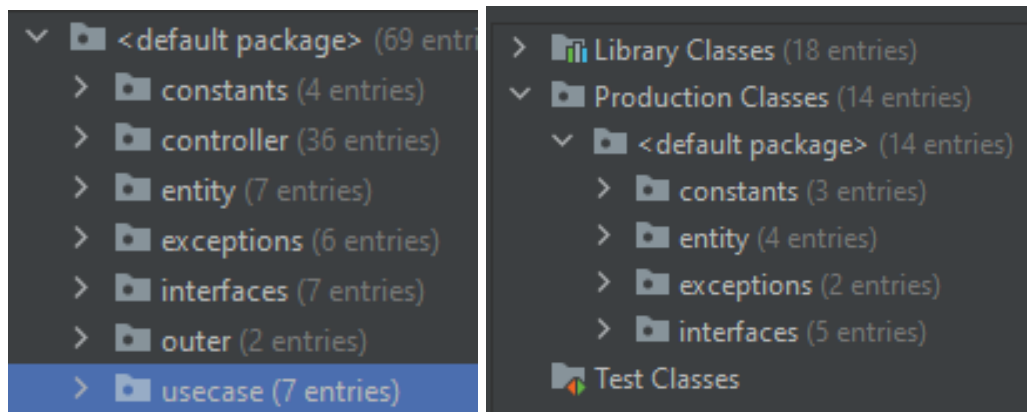 <default package> (69 entri
constants (4 entries)
controller (36 entries)
entity (7 entries)
exceptions (6 entries)
interfaces (7 entries)
outer (2 entries)
usecase (7 entries)
Library Classes (18 entries)
Production Classes (14 entries)
<default package> (14 entries)
constants (3 entries)
entity (4 entries)
exceptions (2 entries)
interfaces (5 entries)
Test Classes